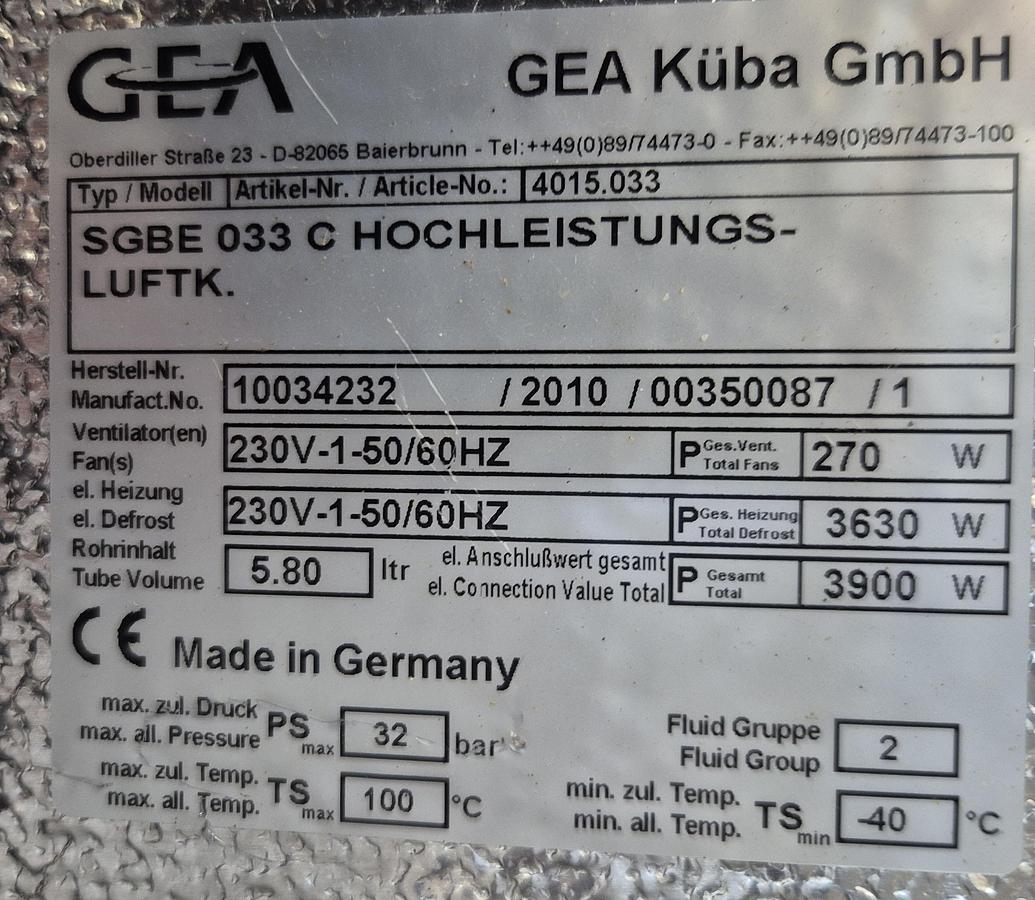 GEA GEA Küba GmbH
Oberdiller Straße 23 - D-82065 Baierbrunn - Tel:++49(0)89/74473-0 - Fax:++49(0)89/74473-100
Typ / Modell Artikel-Nr. / Article-No.: 4015.033
SGBE 033 C HOCHLEISTUNGS-
LUFTK.
Herstell-Nr.
Manufact.No. 10034232 / 2010 / 00350087 / 1
Ventilator(en)
Fan(s) 230V-1-50/60HZ P Ges.Vent. Total Fans 270 W
el. Heizung
el. Defrost 230V-1-50/60HZ P Ges. Heizung Total Defrost 3630 W
Rohrinhalt
Tube Volume 5.80 ltr
el. Anschlußwert gesamt
el. Connection Value Total P Gesamt Total 3900 W
CE Made in Germany
max. zul. Druck
max. all. Pressure PS max 32 bar
Fluid Gruppe
Fluid Group 2
max. zul. Temp.
max. all. Temp. TS max 100 °C
min. zul. Temp.
min. all. Temp. TS min -40 °C